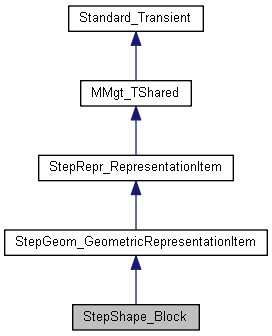 Standard_Transient
MMgt_TShared
StepRepr_RepresentationItem
StepGeom_GeometricRepresentationItem
StepShape_Block